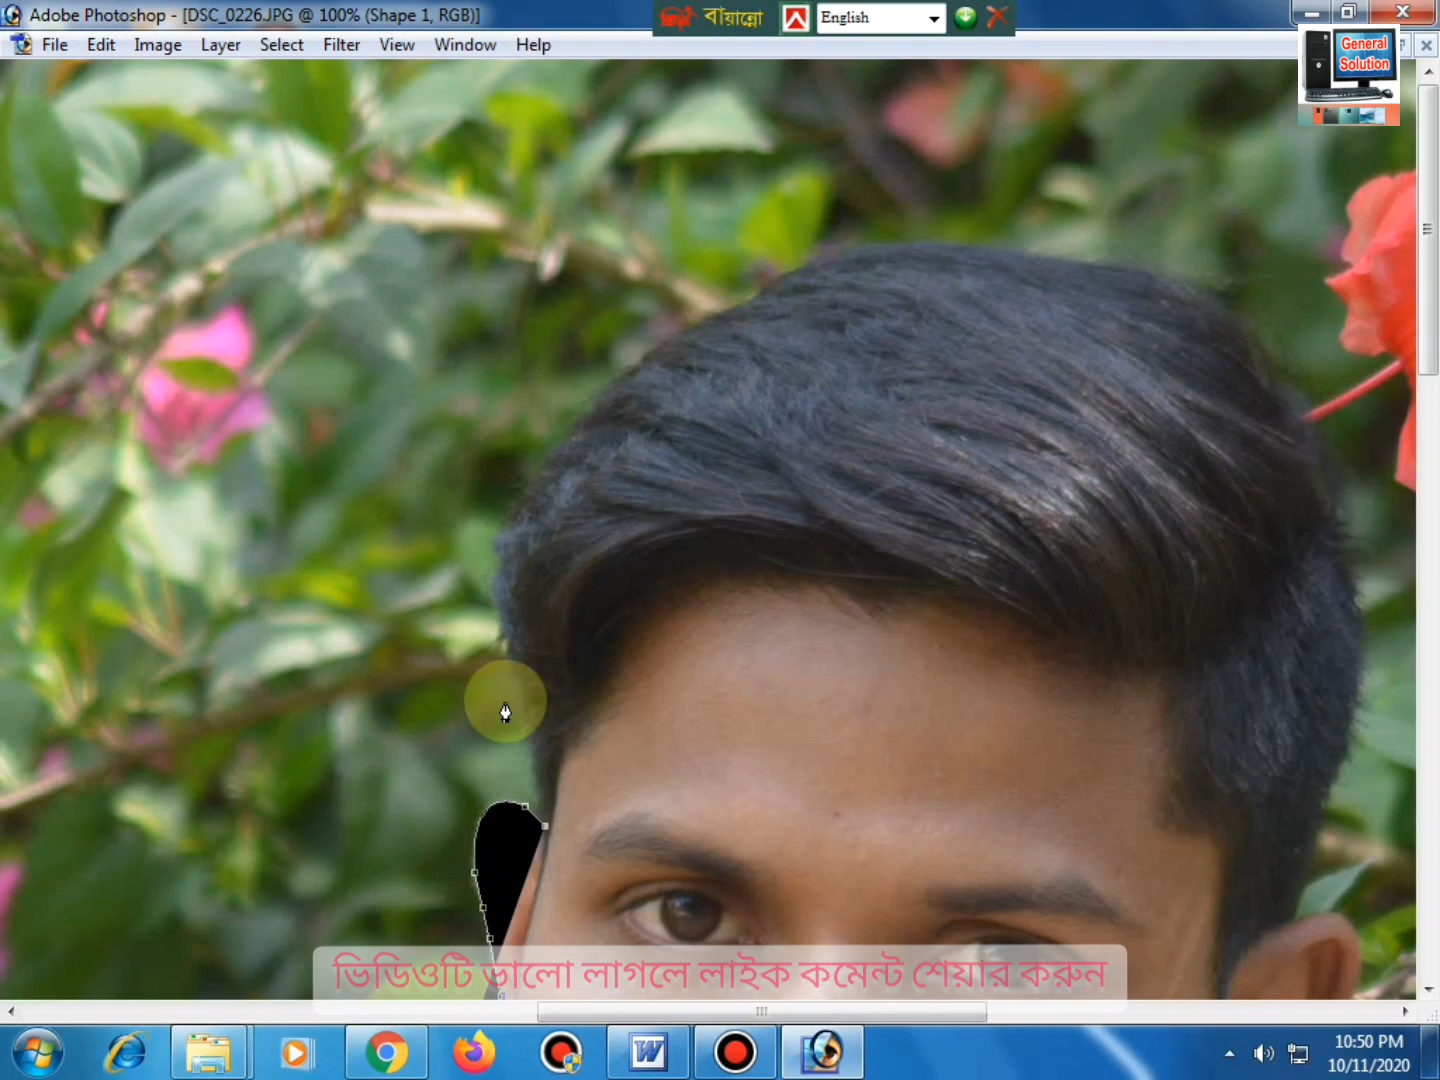 Adobe Photoshop - [DSC_0226.JPG @ 100% (Shape 1, RGB)]
বায়ান্নো
English
File Edit Image Layer Select Filter View Window Help
General
Solution
ভিডিওটি ভালো লাগলে লাইক কমেন্ট শেয়ার করুন
10:50 PM
10/11/2020